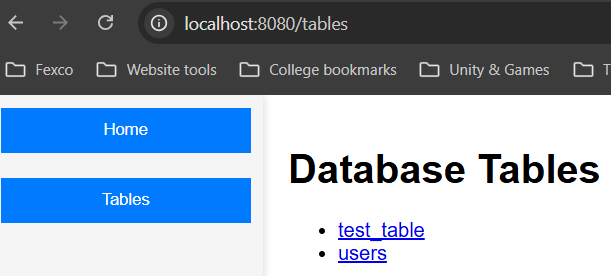 localhost:8080/tables
Fexco Website tools College bookmarks Unity & Games T
Home
Tables
Database Tables
test_table
users